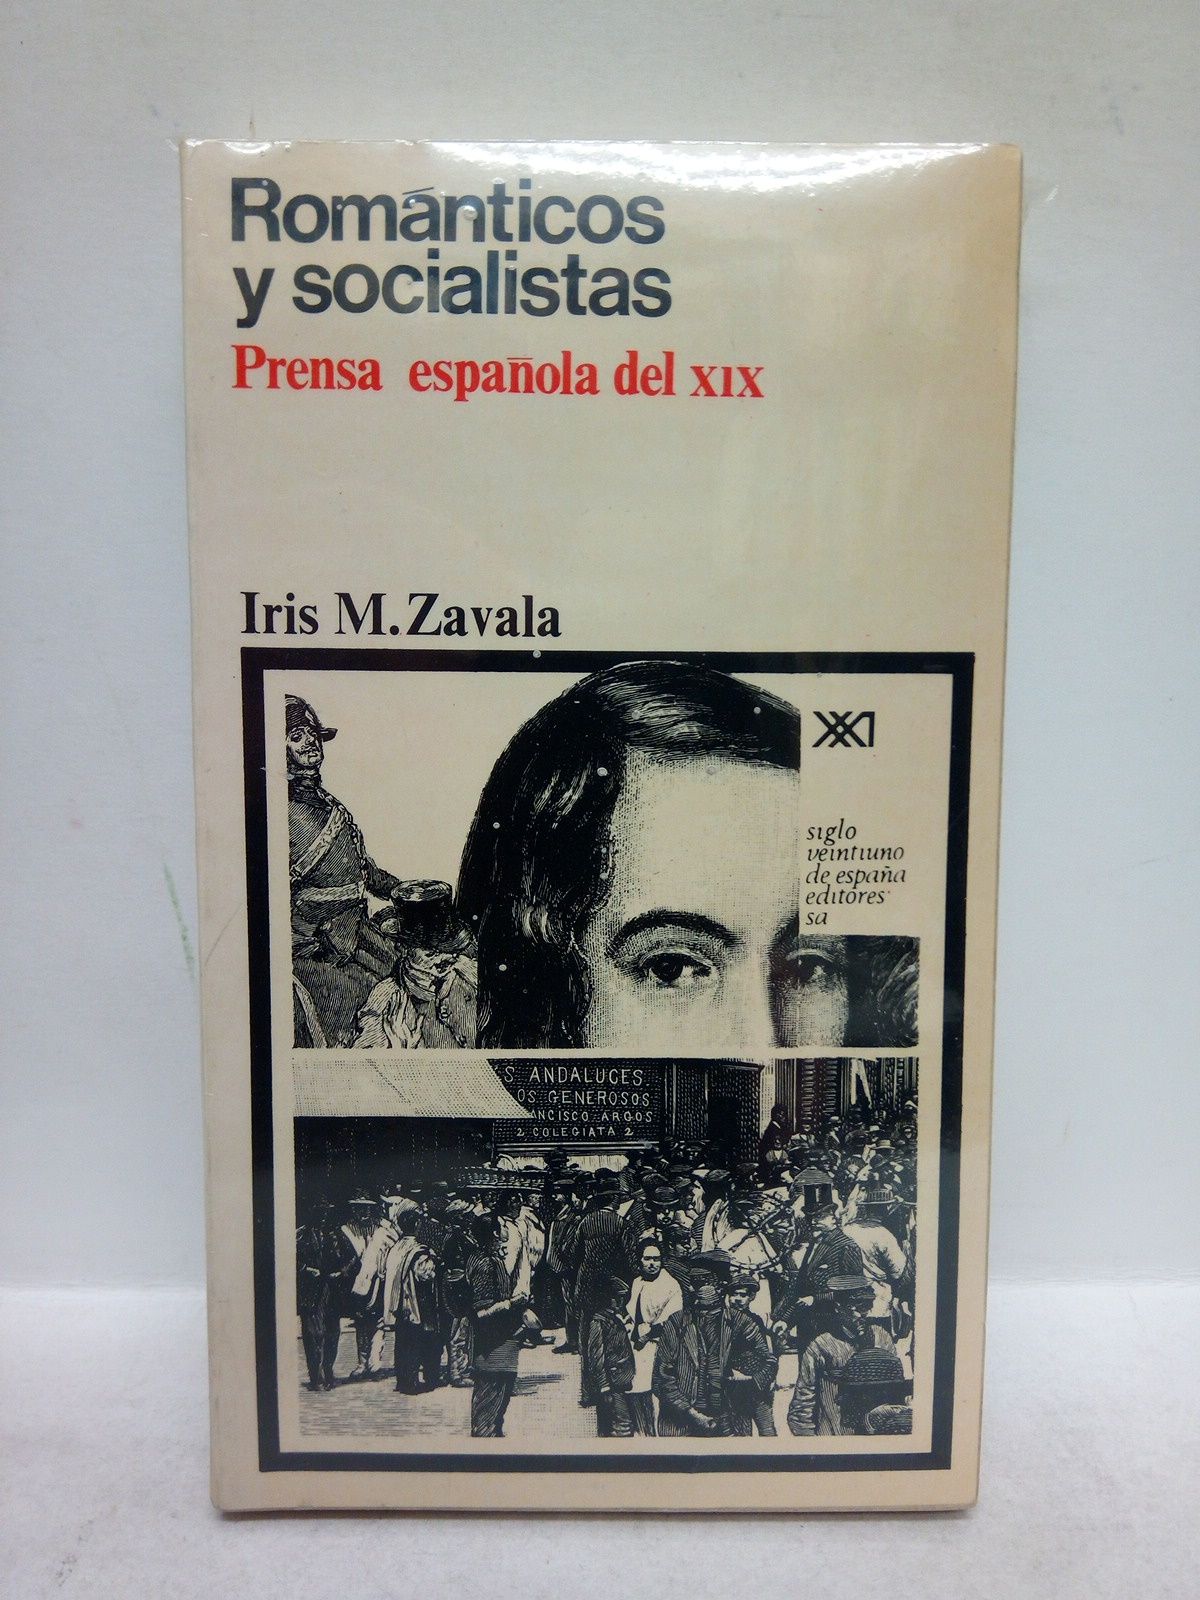 Románticos
y socialistas
Prensa española del XIX
Iris M. Zavala
siglo
veintiuno
de españa
editores
sa
S. ANDALUCES
OS GENEROSOS
NCISCO ARGOS
2 COLEGIATA 2